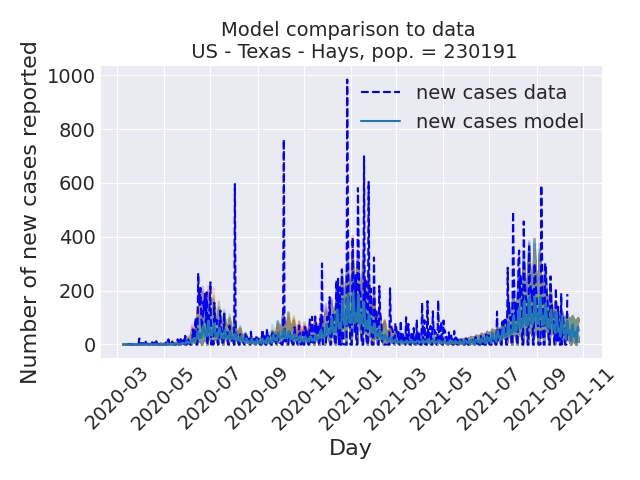 Model comparison to data
US - Texas - Hays, pop. = 230191
Number of new cases reported
1000
800
600
400
200
0
new cases data
new cases model
2020-03
2020-05
2020-07
2020-09
2020-11
2021-01
2021-03
2021-05
2021-07
2021-09
2021-11
Day